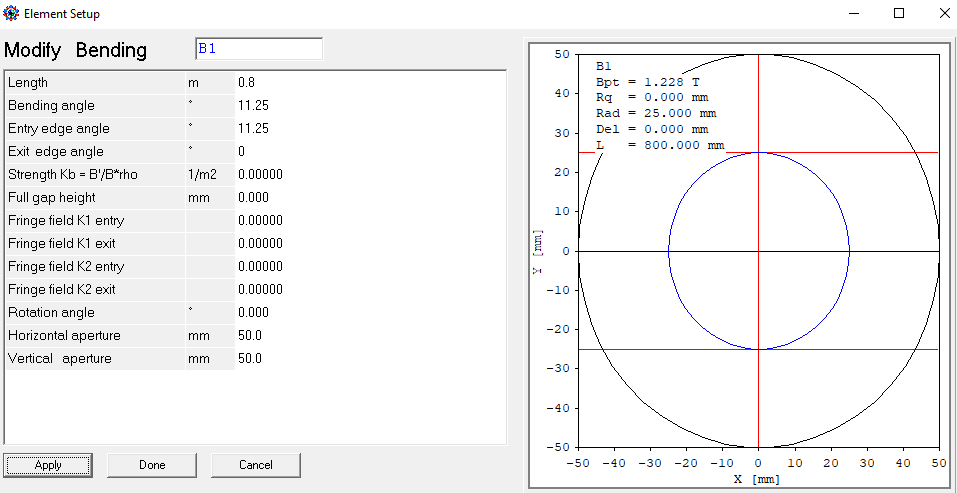 Element Setup
Modify Bending B1
Length m 0.8
Bending angle ° 11.25
Entry edge angle ° 11.25
Exit edge angle ° 0
Strength Kb = B'/B*rho 1/m2 0.00000
Full gap height mm 0.000
Fringe field K1 entry 0.00000
Fringe field K1 exit 0.00000
Fringe field K2 entry 0.00000
Fringe field K2 exit 0.00000
Rotation angle ° 0.000
Horizontal aperture mm 50.0
Vertical aperture mm 50.0
Apply Done Cancel
B1
Bpt = 1.228 T
Rq = 0.000 mm
Rad = 25.000 mm
Del = 0.000 mm
L = 800.000 mm
50
40
30
20
10
0
-10
-20
-30
-40
-50
Y [mm]
-50 -40 -30 -20 -10 0 10 20 30 40 50
X [mm]